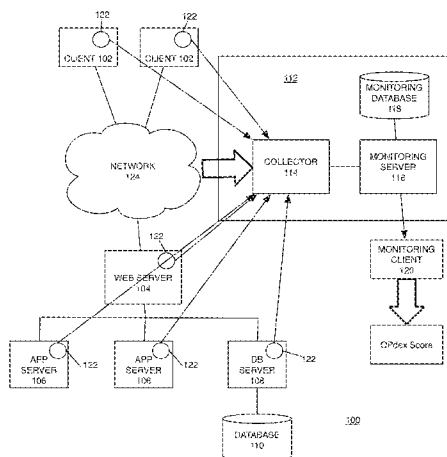 122
122
CLIENT 102
CLIENT 102
112
MONITORING
DATABASE
118
NETWORK
124
COLLECTOR
114
MONITORING
SERVER
116
122
WEB SERVER
104
MONITORING
CLIENT
120
APP
SERVER
106
122
APP
SERVER
106
122
DB
SERVER
108
122
OPdex Score
DATABASE
110
100